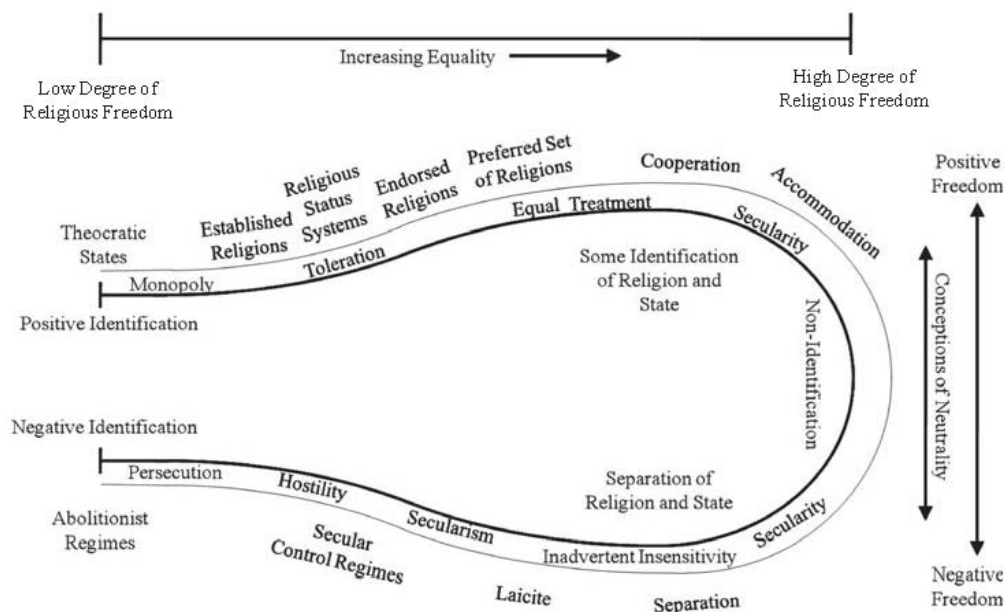 Increasing Equality
Low Degree of
Religious Freedom
High Degree of
Religious Freedom
Theocratic
States
Established
Religions
Religious
Status
Systems
Endorsed
Religions
Preferred Set
of Religions
Cooperation
Accommodation
Positive
Freedom
Monopoly
Toleration
Equal Treatment
Secularity
Positive Identification
Some Identification
of Religion and
State
Non-Identification
Conceptions of Neutrality
Negative Identification
Separation of
Religion and State
Persecution
Hostility
Secularism
Inadvertent Insensitivity
Secularity
Abolitionist
Regimes
Secular
Control Regimes
Laicite
Separation
Negative
Freedom